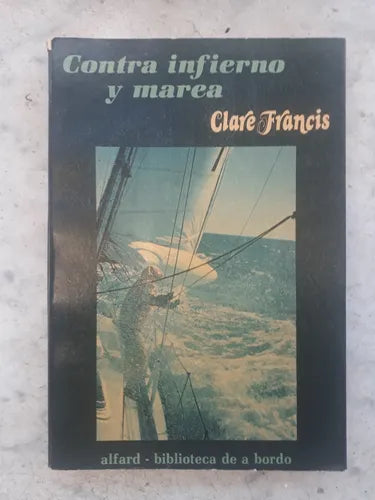 Contra infierno
y marea
Clare Francis
alfard - biblioteca de a bordo